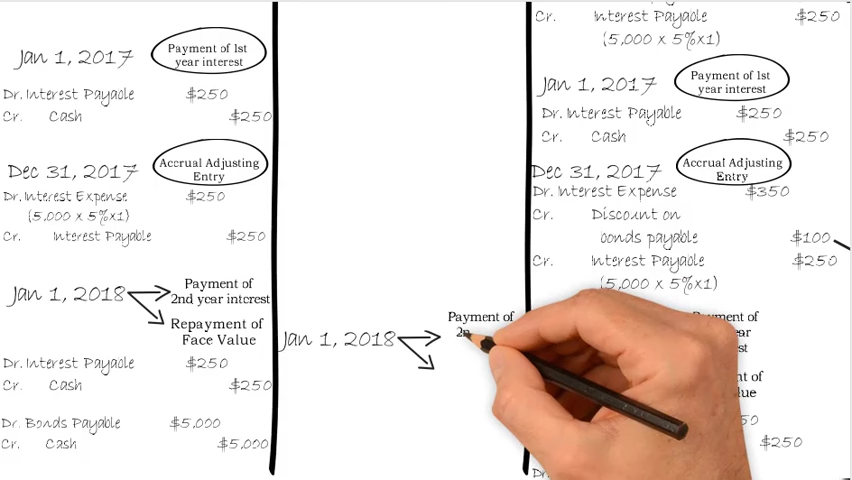 Jan 1, 2017
Payment of 1st
year interest
Dr. Interest Payable $250
Cr. Cash $250
Dec 31, 2017
Accrual Adjusting
Entry
Dr. Interest Expense $250
(5,000 x 5%x1)
Cr. Interest Payable $250
Jan 1, 2018
Payment of
2nd year interest
Repayment of
Face Value
Dr. Interest Payable $250
Cr. Cash $250
Dr. Bonds Payable $5,000
Cr. Cash $5,000
Jan 1, 2018
Payment of
2n
Cr. Interest Payable $250
(5,000 x 5%x1)
Jan 1, 2017
Payment of 1st
year interest
Dr. Interest Payable $250
Cr. Cash $250
Dec 31, 2017
Accrual Adjusting
Entry
Dr. Interest Expense $350
Cr. Discount on
bonds payable $100
Cr. Interest Payable $250
(5,000 x 5%x1)
ment of
$250